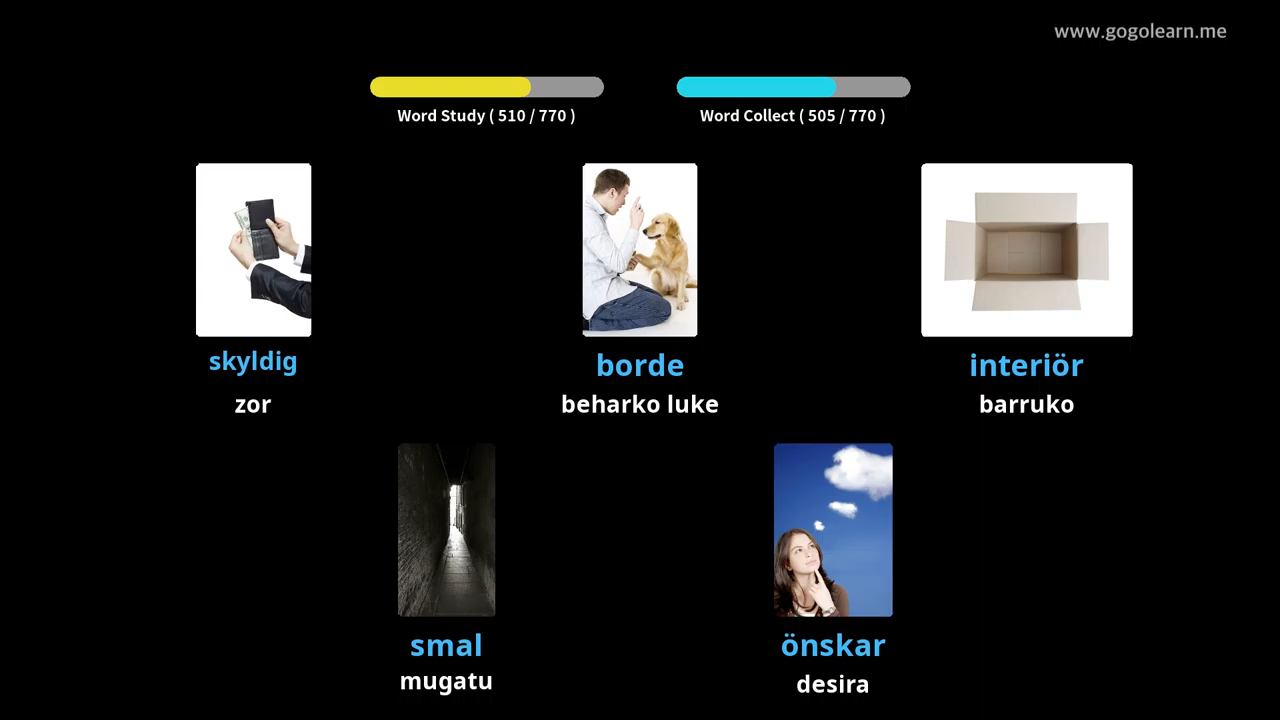 www.gogolearn.me
Word Study ( 510 / 770 )
Word Collect ( 505 / 770 )
skyldig
zor
borde
beharko luke
interiör
barruko
smal
mugatu
önskar
desira